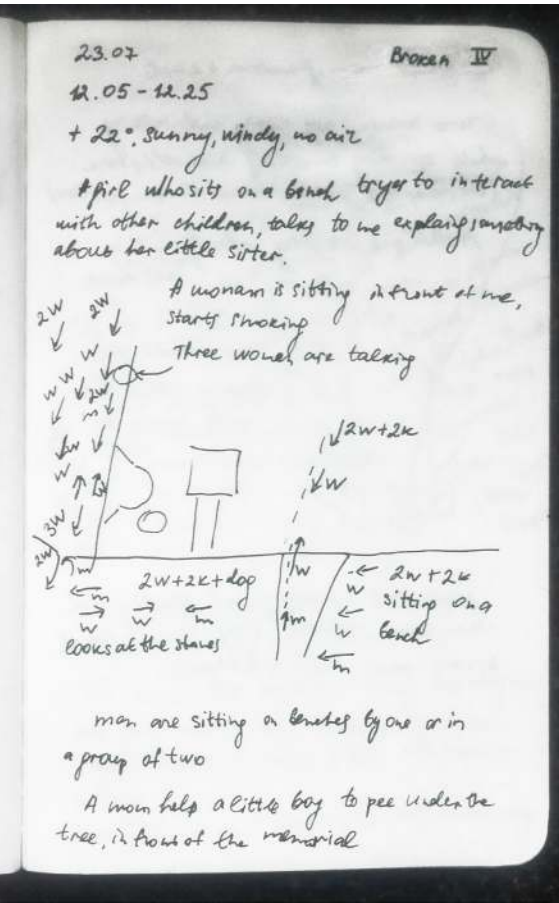 23.07
Broken IV
12.05 - 12.25
+ 22°, sunny, windy, no air
A girl who sits on a bench tryes to interact
with other children, talks to me explaing something
about her little sister.
A womam is sitting in front of me,
starts smoking
Three women are talking
2W 2W
W
W W 2W
m
2W
W
3W
2W
m
2W+2K
W
W
m
m
2W+2K+dog
W W m
looks at the staves
2W+2K
sitting on a
bench
W
W
m
men are sitting on benches by one or in
a group of two
A mom help a little boy to pee under the
tree, in front of the memorial